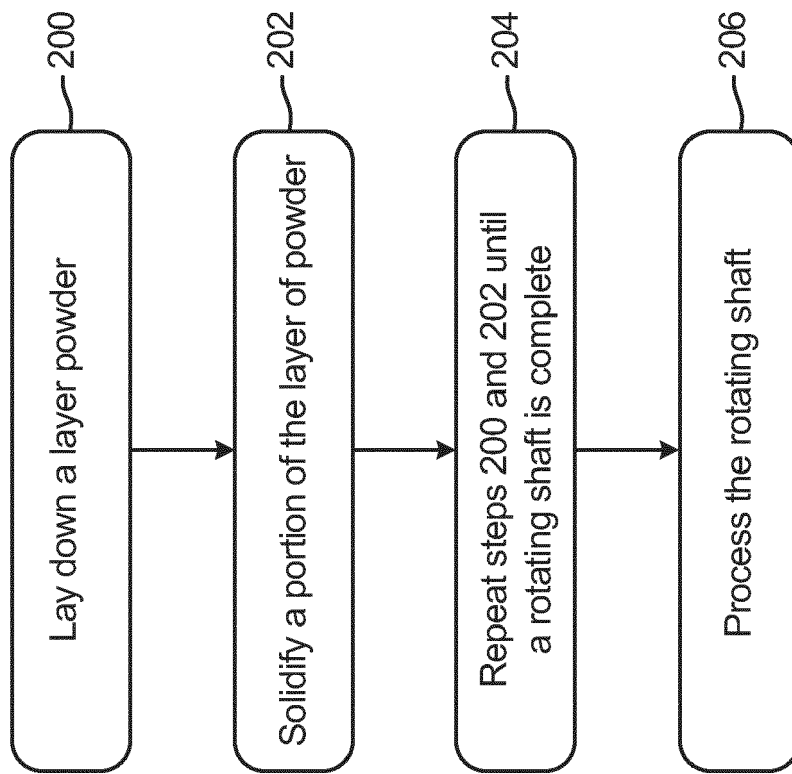 Lay down a layer powder
200
Solidify a portion of the layer of powder
202
Repeat steps 200 and 202 until
a rotating shaft is complete
204
Process the rotating shaft
206